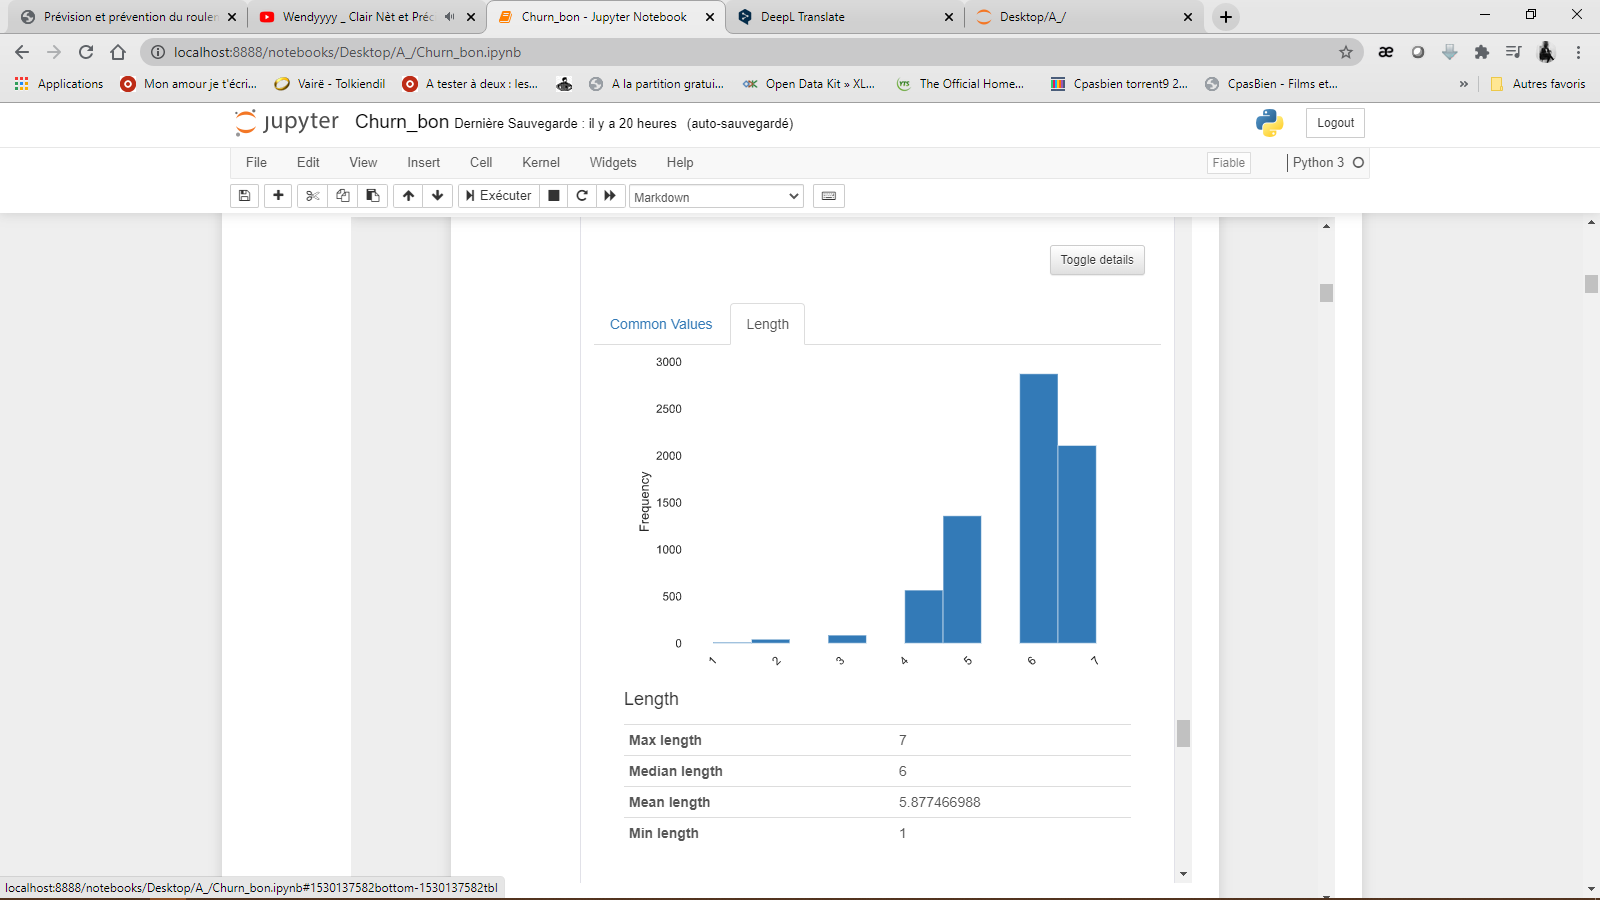 Prévision et prévention du rouler
Wendyyyy _ Clair Nèt et Préc
Churn_bon - Jupyter Notebook
DeepL Translate
Desktop/A_/
localhost:8888/notebooks/Desktop/A_/Churn_bon.ipynb
Applications
Mon amour je t'écri...
Vairë - Tolkiendil
A tester à deux : les...
A la partition gratui...
Open Data Kit » XL...
The Official Home...
Cpasbien torrent9 2...
CpasBien - Films et...
»
Autres favoris
jupyter Churn_bon Dernière Sauvegarde : il y a 20 heures (auto-sauvegardé)
Logout
File Edit View Insert Cell Kernel Widgets Help
Fiable
Python 3
Exécuter
Markdown
Toggle details
Common Values
Length
3000
2500
2000
1500
1000
500
0
Frequency
1 2 3 4 5 6 7
Length
Max length 7
Median length 6
Mean length 5.877466988
Min length 1
localhost:8888/notebooks/Desktop/A_/Churn_bon.ipynb#1530137582bottom-1530137582tbl